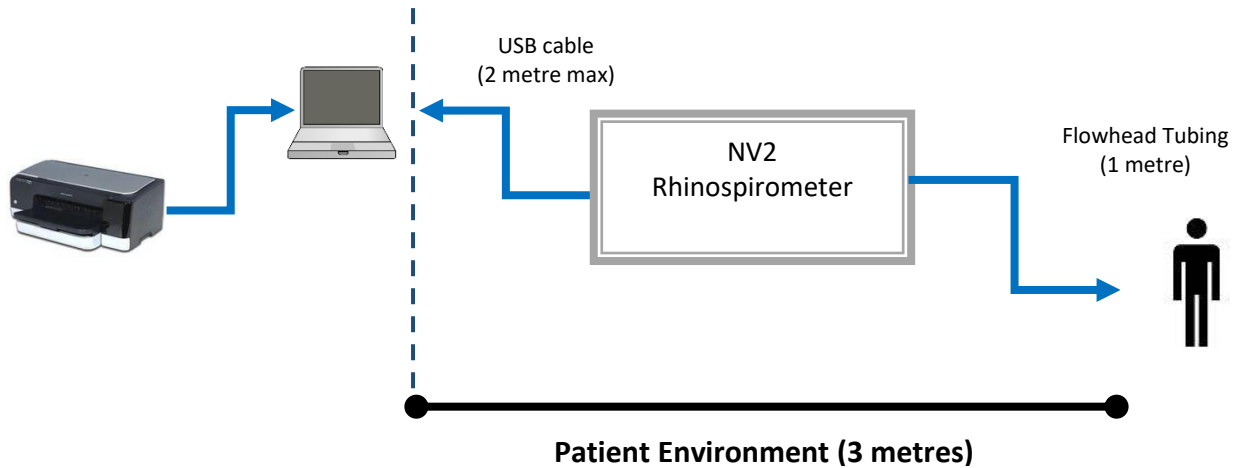 USB cable
(2 metre max)
NV2
Rhinospirometer
Flowhead Tubing
(1 metre)
Patient Environment (3 metres)